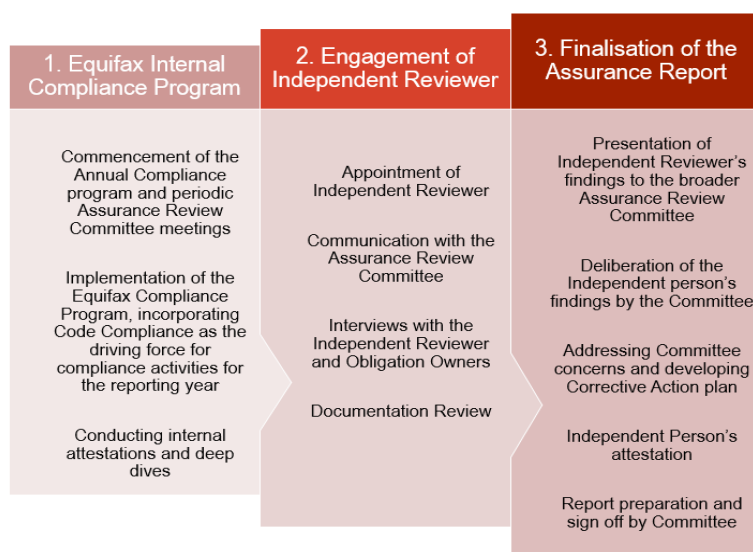 1. Equifax Internal
Compliance Program
Commencement of the
Annual Compliance
program and periodic
Assurance Review
Committee meetings
Implementation of the
Equifax Compliance
Program, incorporating
Code Compliance as the
driving force for
compliance activities for
the reporting year
Conducting internal
attestations and deep
dives
2. Engagement of
Independent Reviewer
Appointment of
Independent Reviewer
Communication with the
Assurance Review
Committee
Interviews with the
Independent Reviewer
and Obligation Owners
Documentation Review
3. Finalisation of the
Assurance Report
Presentation of
Independent Reviewer's
findings to the broader
Assurance Review
Committee
Deliberation of the
Independent person's
findings by the Committee
Addressing Committee
concerns and developing
Corrective Action plan
Independent Person's
attestation
Report preparation and
sign off by Committee